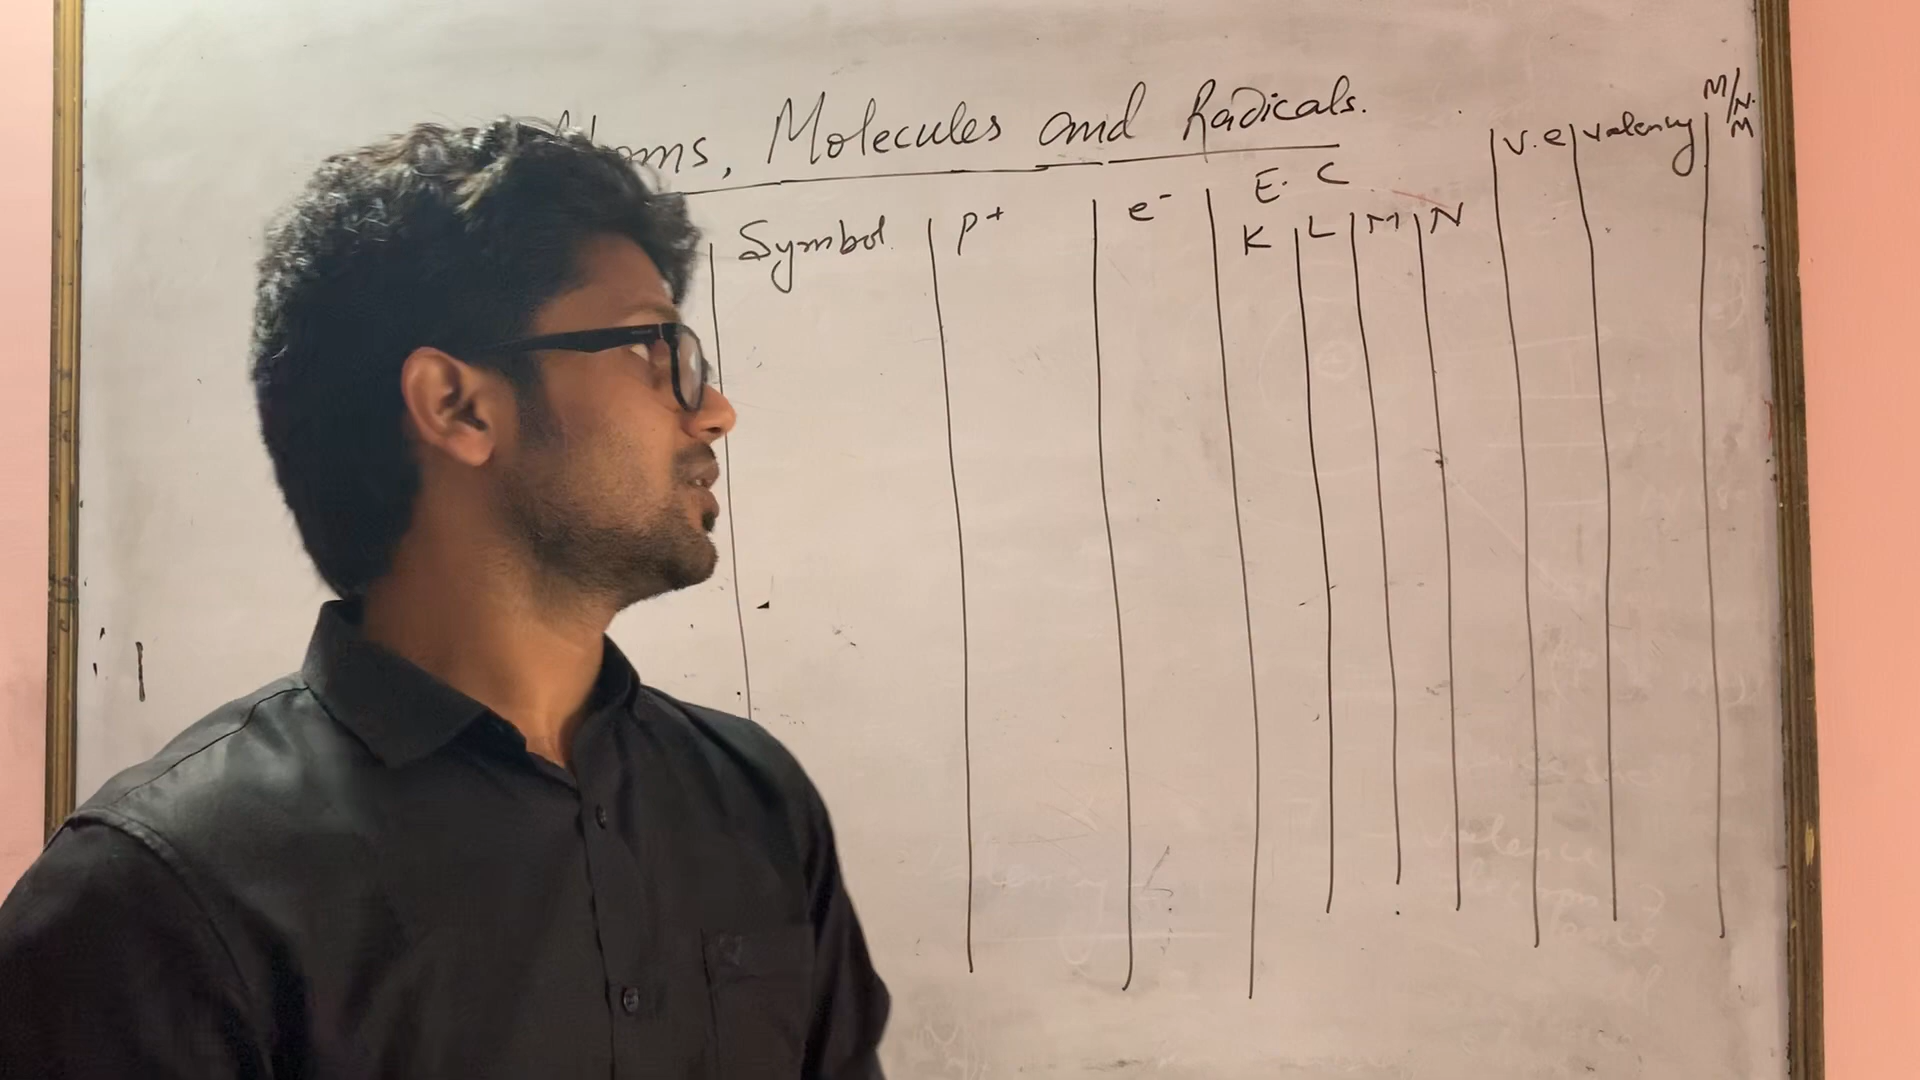 Atoms, Molecules and Radicals.
Symbol p+ e- E. C v.e valency M/N.M
K L M N